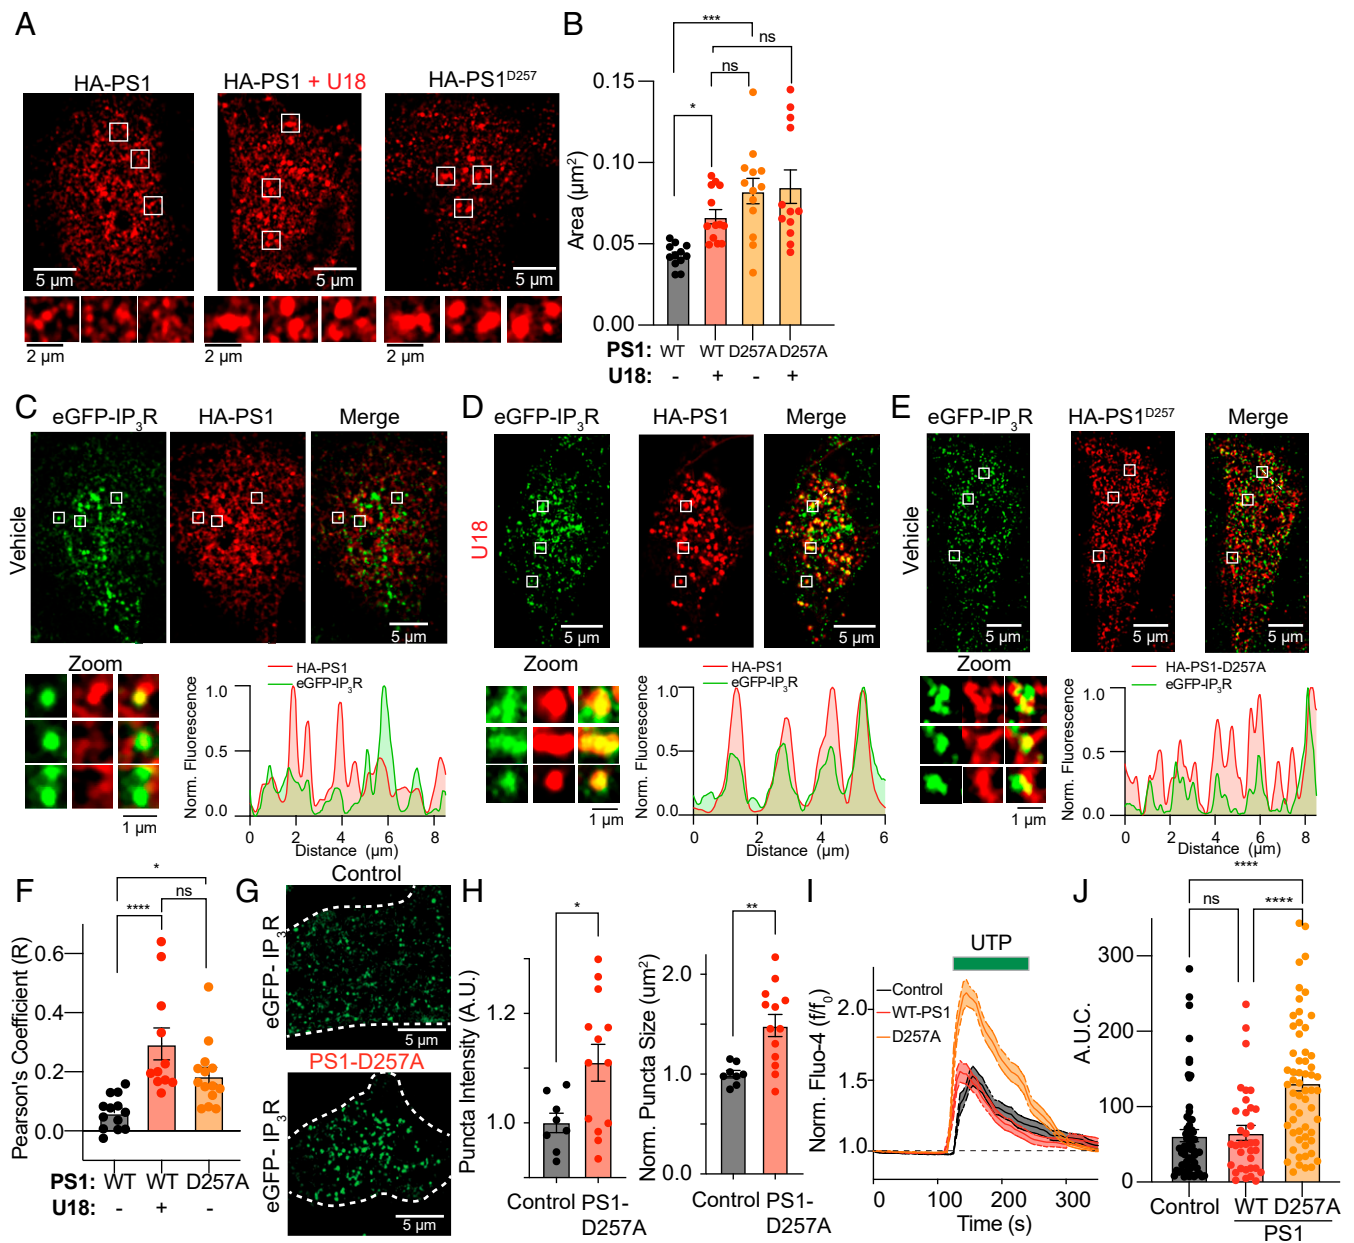 A
HA-PS1
HA-PS1 + U18
HA-PS1D257
5 µm
5 µm
5 µm
2 µm
2 µm
2 µm
B
***
ns
ns
*
Area (µm2)
0.15
0.10
0.05
0.00
PS1: WT WT D257A D257A
U18: - + - +
C
eGFP-IP3R
HA-PS1
Merge
Vehicle
5 µm
Zoom
1 µm
HA-PS1
eGFP-IP3R
Norm. Fluorescence
1.0
0.5
0.0
0 2 4 6 8
Distance (µm)
D
eGFP-IP3R
HA-PS1
Merge
U18
5 µm
5 µm
5 µm
Zoom
1 µm
HA-PS1
eGFP-IP3R
Norm. Fluorescence
1.0
0.5
0.0
0 2 4 6
Distance (µm)
E
eGFP-IP3R
HA-PS1D257
Merge
Vehicle
5 µm
5 µm
5 µm
Zoom
1 µm
HA-PS1-D257A
eGFP-IP3R
Norm. Fluorescence
1.0
0.5
0.0
0 2 4 6 8
Distance (µm)
F
*
ns
****
Pearson's Coefficient (R)
0.6
0.4
0.2
0.0
PS1: WT WT D257A
U18: - + -
G
Control
eGFP- IP3R
5 µm
PS1-D257A
eGFP- IP3R
5 µm
H
*
Puncta Intensity (A.U.)
1.2
1.0
Control PS1-
D257A
**
Norm. Puncta Size (um2)
2.0
1.0
0.0
Control PS1-
D257A
I
UTP
Control
WT-PS1
D257A
Norm. Fluo-4 (f/f0)
2.0
1.5
1.0
0 100 200 300
Time (s)
J
****
ns
****
A.U.C.
300
200
100
0
Control WT D257A
PS1